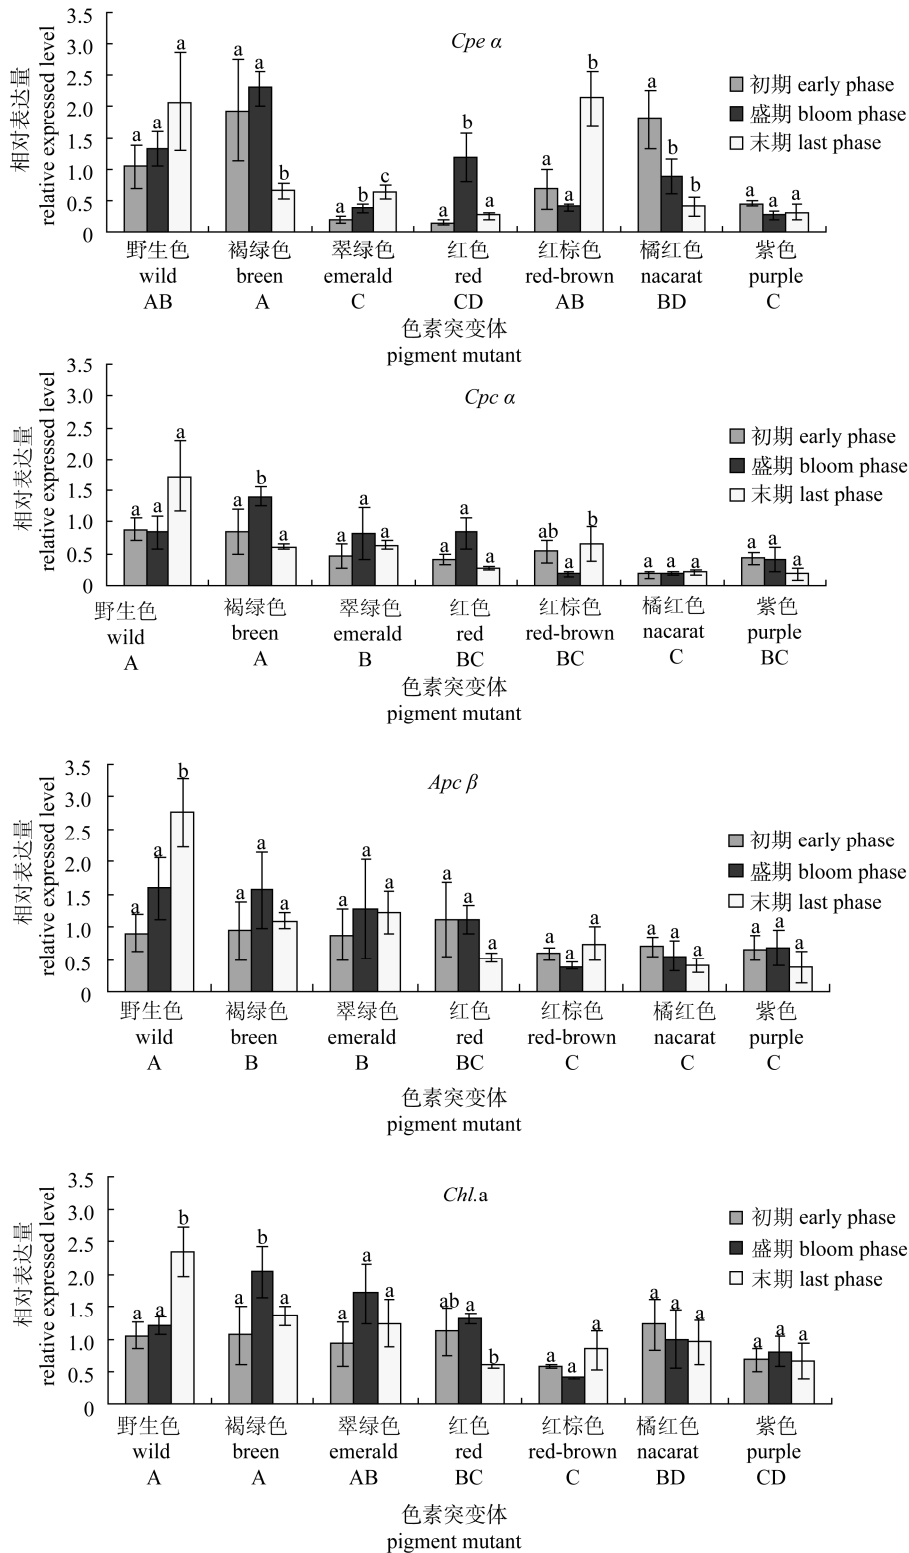 相对表达量
relative expressed level
3.5
3.0
2.5
2.0
1.5
1.0
0.5
0
Cpe α
初期 early phase
盛期 bloom phase
末期 last phase
a a a a a b a b c a b a a a b a b b a a a
野生色 褐绿色 翠绿色 红色 红棕色 橘红色 紫色
wild breen emerald red red-brown nacarat purple
AB A C CD AB BD C
色素突变体
pigment mutant
相对表达量
relative expressed level
3.5
3.0
2.5
2.0
1.5
1.0
0.5
0
Cpc α
初期 early phase
盛期 bloom phase
末期 last phase
a a a a b a a a a a a a ab a b a a a a a a
野生色 褐绿色 翠绿色 红色 红棕色 橘红色 紫色
wild breen emerald red red-brown nacarat purple
A A B BC BC C BC
色素突变体
pigment mutant
相对表达量
relative expressed level
3.5
3.0
2.5
2.0
1.5
1.0
0.5
0
Apc β
初期 early phase
盛期 bloom phase
末期 last phase
a a b a a a a a a a a a a a a a a a a a a
野生色 褐绿色 翠绿色 红色 红棕色 橘红色 紫色
wild breen emerald red red-brown nacarat purple
A B B BC C C C
色素突变体
pigment mutant
相对表达量
relative expressed level
3.5
3.0
2.5
2.0
1.5
1.0
0.5
0
Chl.a
初期 early phase
盛期 bloom phase
末期 last phase
a a b a b a a a a ab a b a a a a a a a a a
野生色 褐绿色 翠绿色 红色 红棕色 橘红色 紫色
wild breen emerald red red-brown nacarat purple
A A AB BC C BD CD
色素突变体
pigment mutant